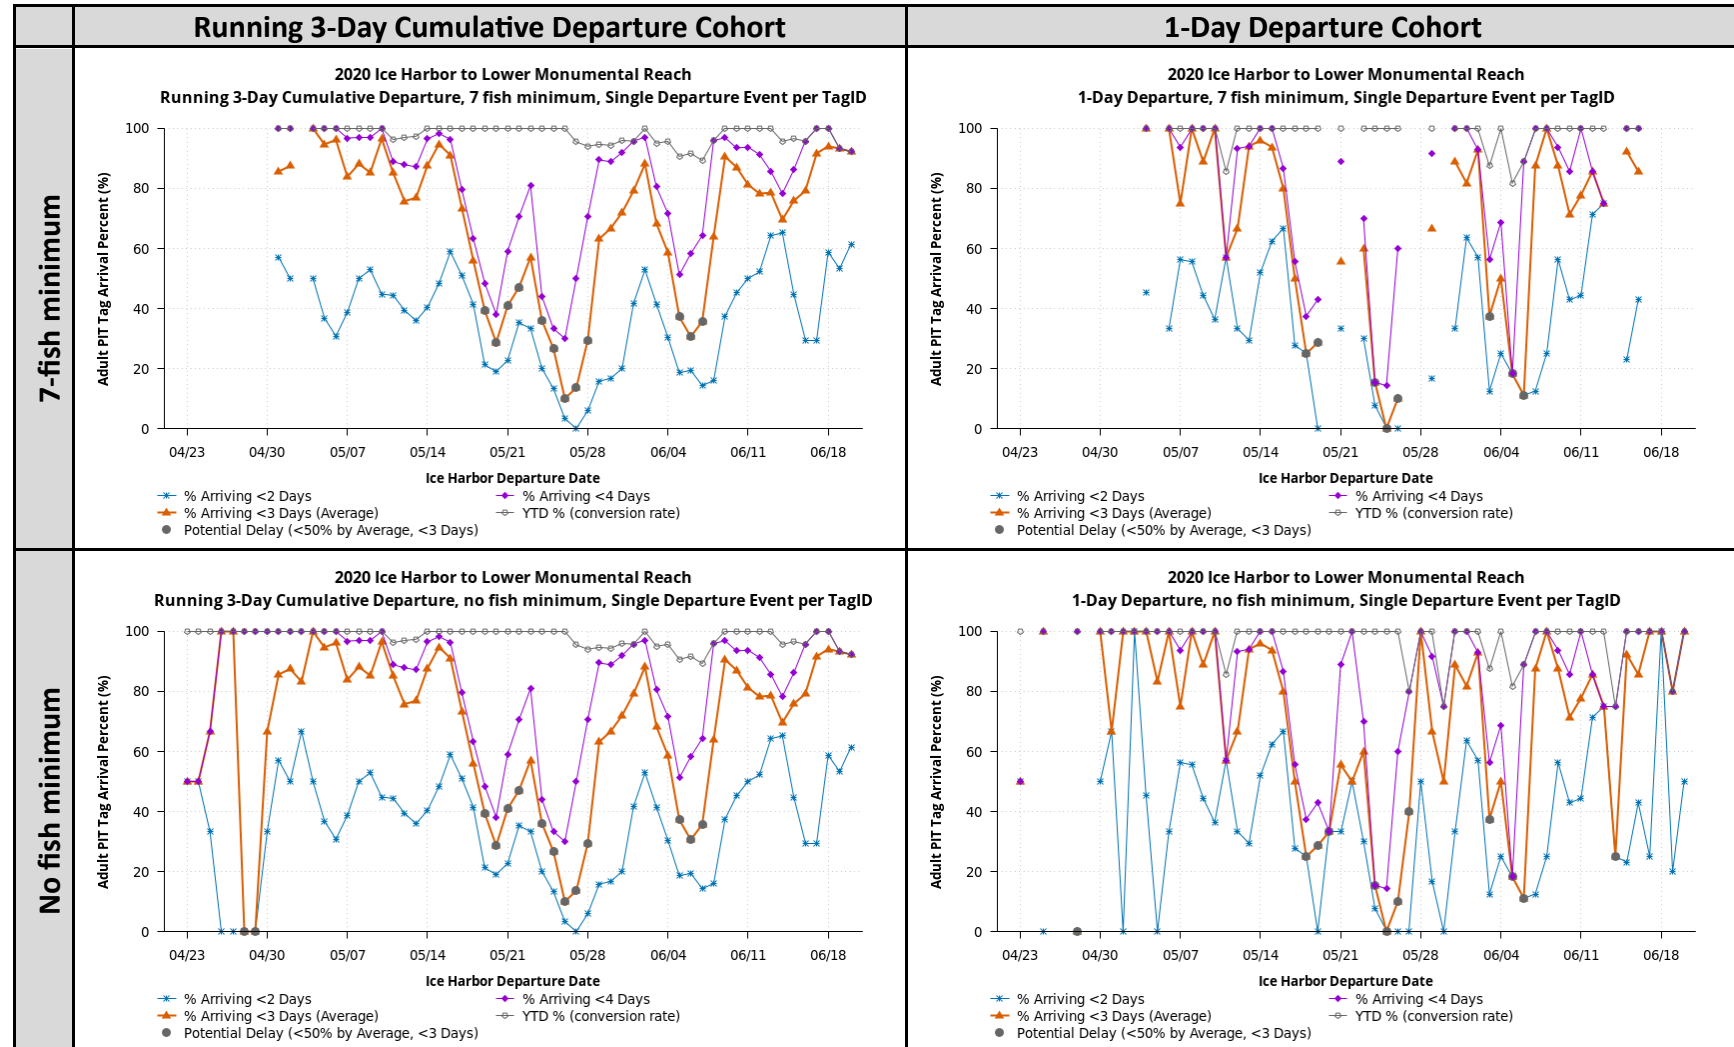 Running 3-Day Cumulative Departure Cohort
1-Day Departure Cohort
7-fish minimum
2020 Ice Harbor to Lower Monumental Reach
Running 3-Day Cumulative Departure, 7 fish minimum, Single Departure Event per TagID
Adult PIT Tag Arrival Percent (%)
100
80
60
40
20
0
04/23 04/30 05/07 05/14 05/21 05/28 06/04 06/11 06/18
Ice Harbor Departure Date
% Arriving <2 Days
% Arriving <4 Days
% Arriving <3 Days (Average)
YTD % (conversion rate)
Potential Delay (<50% by Average, <3 Days)
2020 Ice Harbor to Lower Monumental Reach
1-Day Departure, 7 fish minimum, Single Departure Event per TagID
Adult PIT Tag Arrival Percent (%)
100
80
60
40
20
0
04/23 04/30 05/07 05/14 05/21 05/28 06/04 06/11 06/18
Ice Harbor Departure Date
% Arriving <2 Days
% Arriving <4 Days
% Arriving <3 Days (Average)
YTD % (conversion rate)
Potential Delay (<50% by Average, <3 Days)
No fish minimum
2020 Ice Harbor to Lower Monumental Reach
Running 3-Day Cumulative Departure, no fish minimum, Single Departure Event per TagID
Adult PIT Tag Arrival Percent (%)
100
80
60
40
20
0
04/23 04/30 05/07 05/14 05/21 05/28 06/04 06/11 06/18
Ice Harbor Departure Date
% Arriving <2 Days
% Arriving <4 Days
% Arriving <3 Days (Average)
YTD % (conversion rate)
Potential Delay (<50% by Average, <3 Days)
2020 Ice Harbor to Lower Monumental Reach
1-Day Departure, no fish minimum, Single Departure Event per TagID
Adult PIT Tag Arrival Percent (%)
100
80
60
40
20
0
04/23 04/30 05/07 05/14 05/21 05/28 06/04 06/11 06/18
Ice Harbor Departure Date
% Arriving <2 Days
% Arriving <4 Days
% Arriving <3 Days (Average)
YTD % (conversion rate)
Potential Delay (<50% by Average, <3 Days)